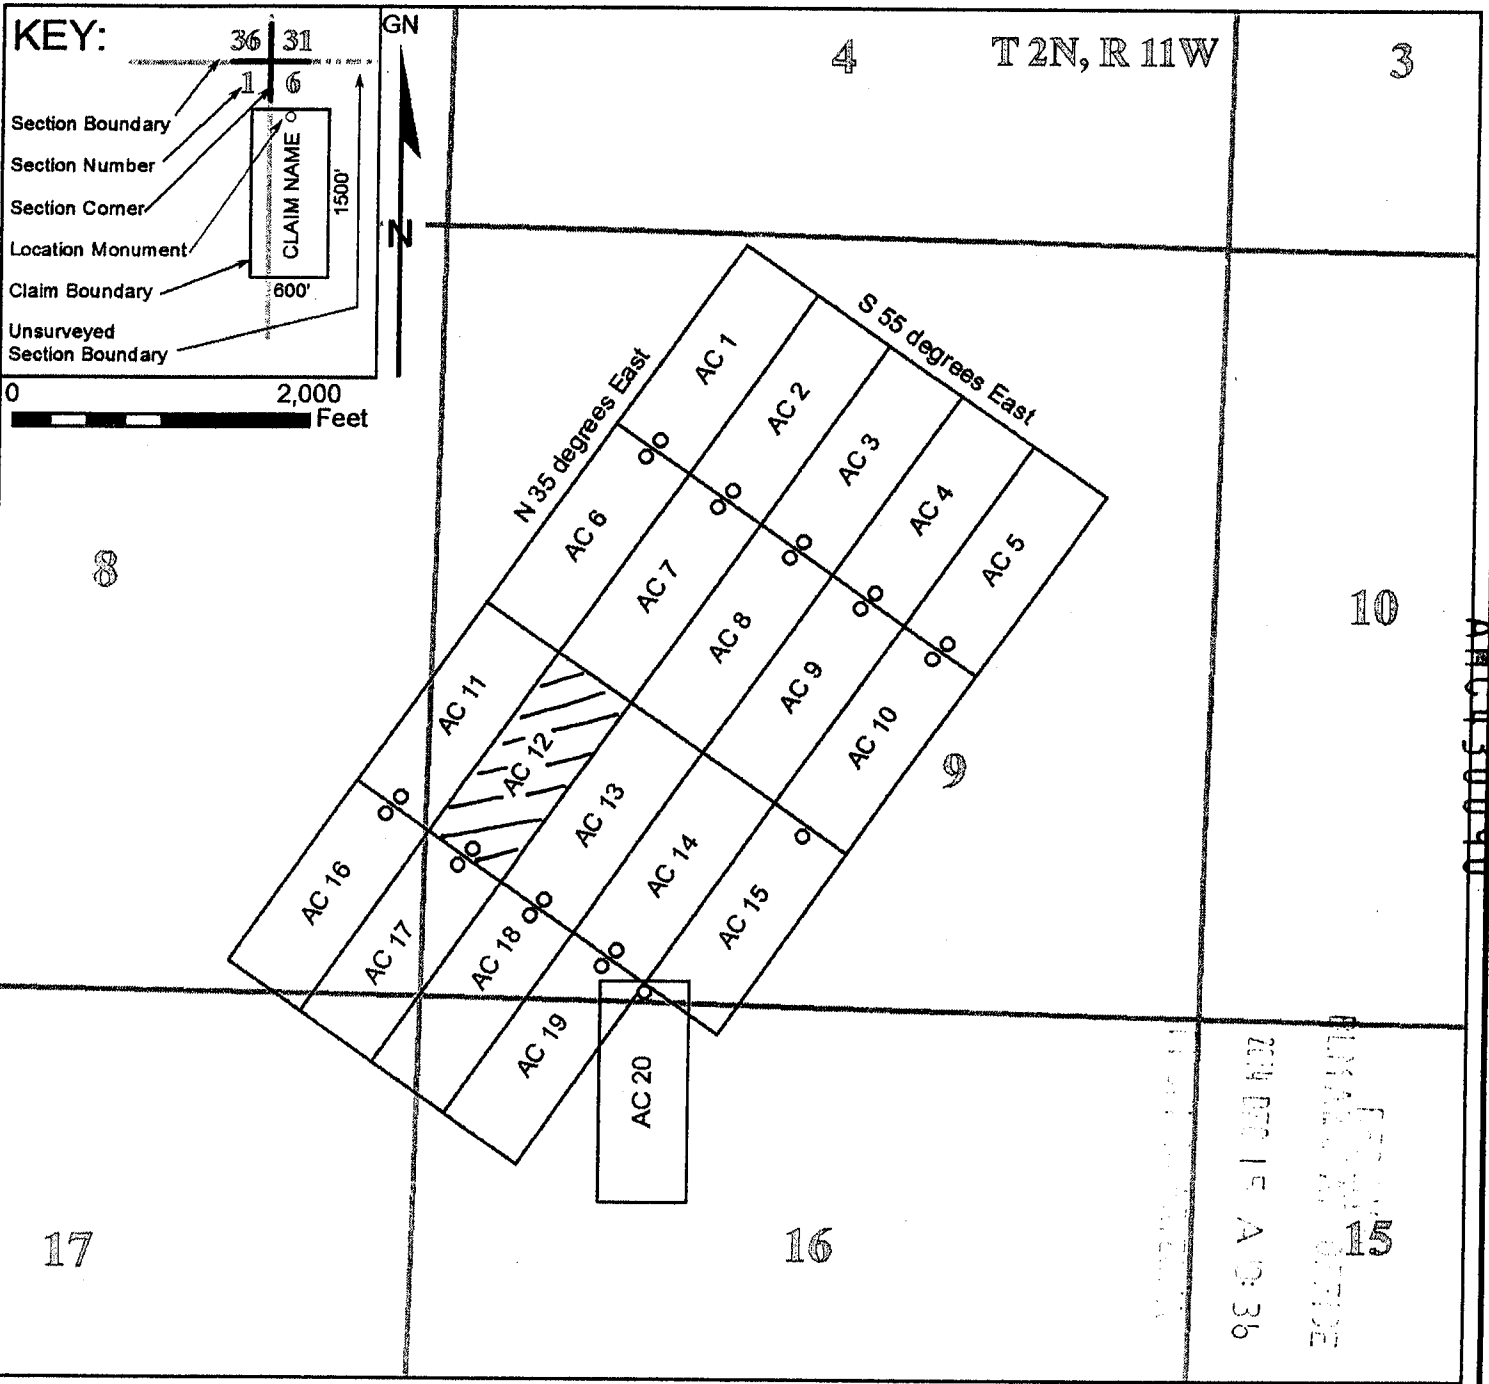 KEY:
36 31
1 6
Section Boundary
Section Number
Section Corner
Location Monument
Claim Boundary
Unsurveyed
Section Boundary
CLAIM NAME
1500'
600'
GN
N
0 2,000
Feet
4
T 2N, R 11W
3
S 55 degrees East
N 35 degrees East
AC 1
AC 2
AC 3
AC 4
AC 5
AC 6
AC 7
AC 8
AC 9
AC 10
8
10
9
AC 11
AC 12
AC 13
AC 14
AC 15
AC 16
AC 17
AC 18
AC 19
AC 20
17
16
15